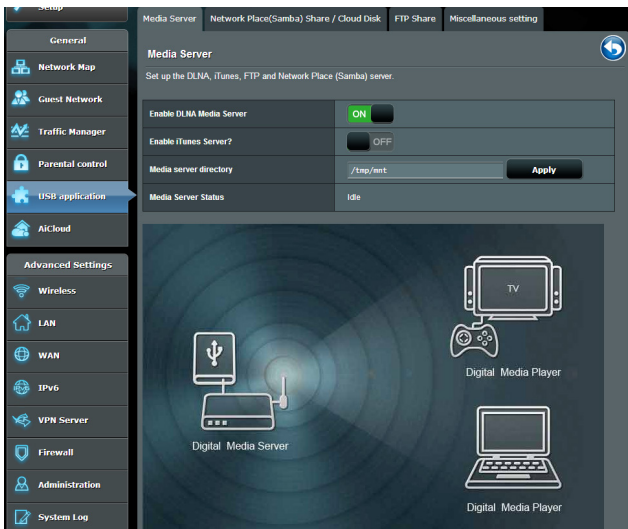 Setup
General
Network Map
Guest Network
Traffic Manager
Parental control
USB application
AiCloud
Advanced Settings
Wireless
LAN
WAN
IPv6
VPN Server
Firewall
Administration
System Log
Media Server
Network Place(Samba) Share / Cloud Disk
FTP Share
Miscellaneous setting
Media Server
Set up the DLNA, iTunes, FTP and Network Place (Samba) server.
Enable DLNA Media Server
ON
Enable iTunes Server?
OFF
Media server directory
/tmp/mnt
Apply
Media Server Status
Idle
TV
Digital Media Player
Digital Media Server
Digital Media Player